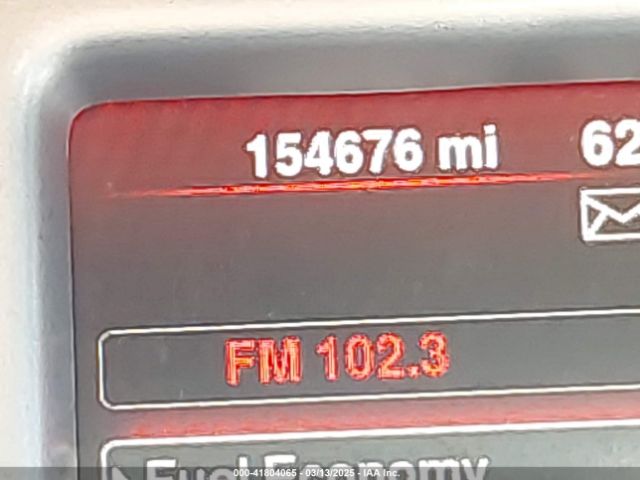 154676 mi 62
FM 102.3
Fuel Economy
000-41804065 - 03/13/2025 - IAA Inc.